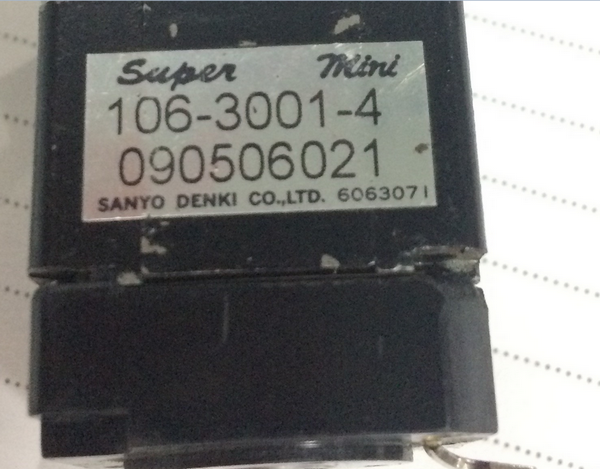 Super Mini
106-3001-4
090506021
SANYO DENKI CO.,LTD. 6063071